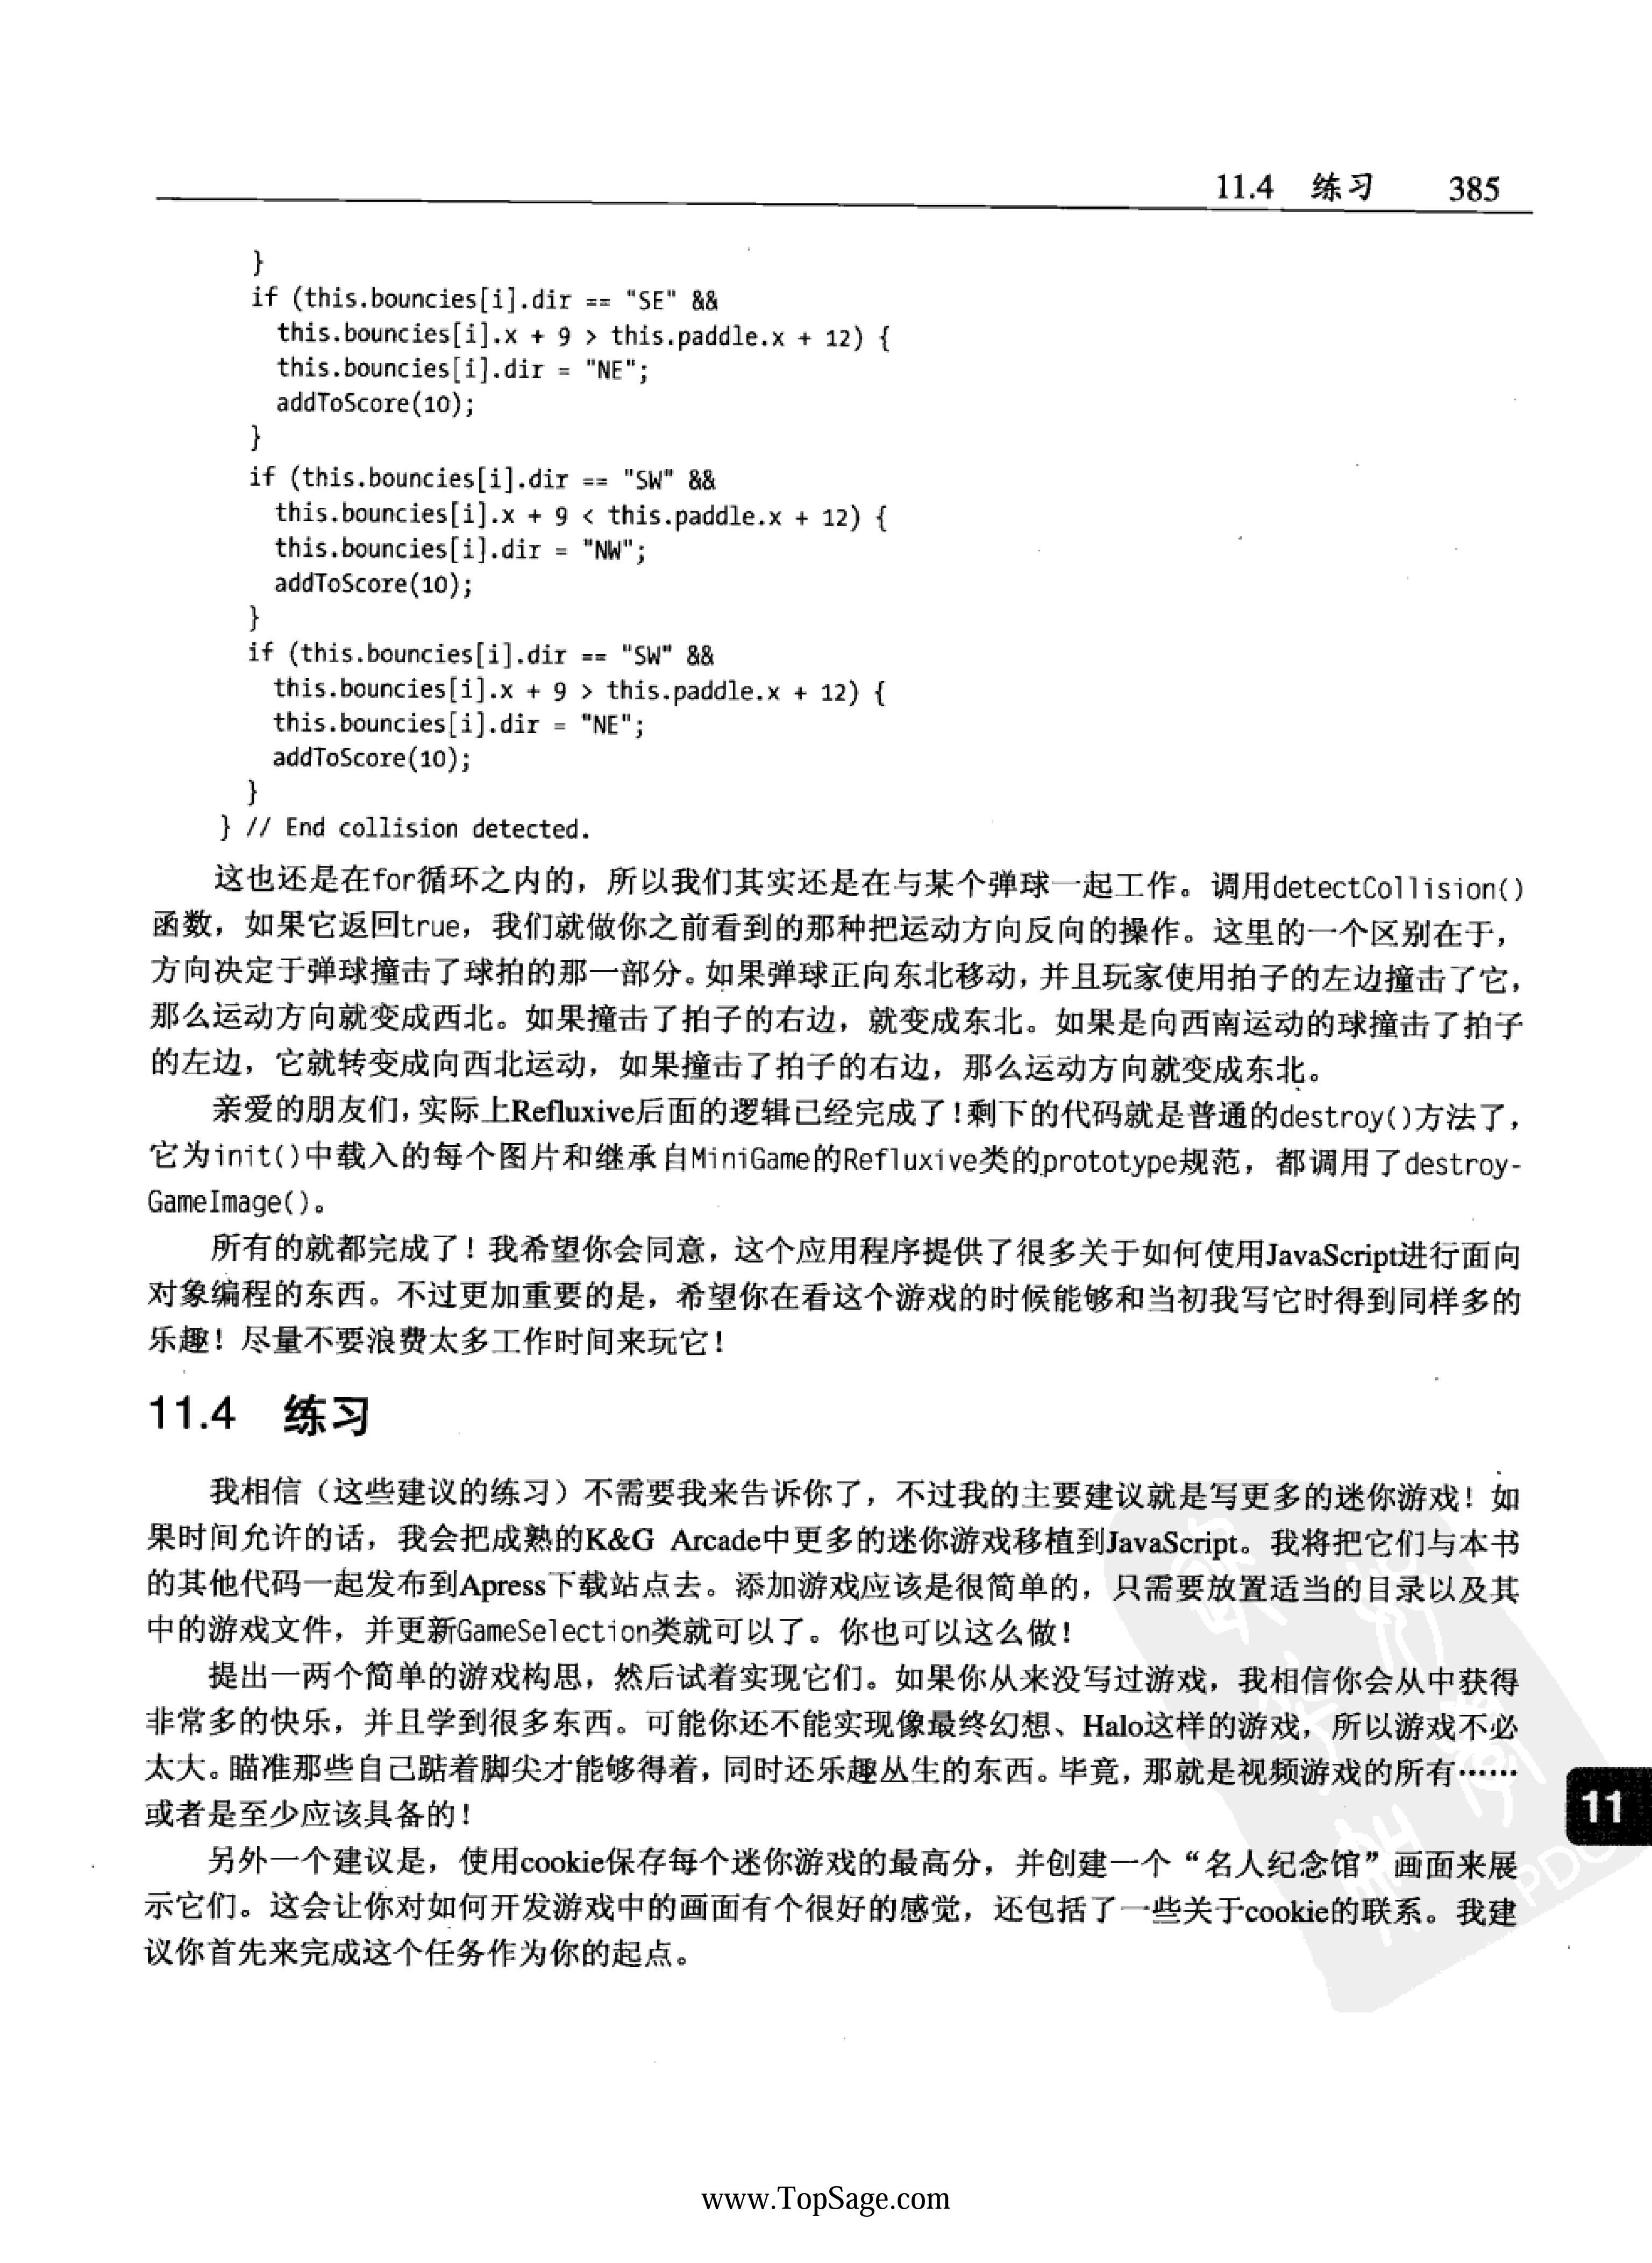 11.4 练习 385
}
if (this.bouncies[i].dir == "SE" &&
this.bouncies[i].x + 9 > this.paddle.x + 12) {
this.bouncies[i].dir = "NE";
addToScore(10);
}
if (this.bouncies[i].dir == "SW" &&
this.bouncies[i].x + 9 < this.paddle.x + 12) {
this.bouncies[i].dir = "NW";
addToScore(10);
}
if (this.bouncies[i].dir == "SW" &&
this.bouncies[i].x + 9 > this.paddle.x + 12) {
this.bouncies[i].dir = "NE";
addToScore(10);
}
} // End collision detected.
这也还是在for循环之内的，所以我们其实还是在与某个弹球一起工作。调用detectCollision()
函数，如果它返回true，我们就做你之前看到的那种把运动方向反向的操作。这里的一个区别在于，
方向决定于弹球撞击了球拍的那一部分。如果弹球正向东北移动，并且玩家使用拍子的左边撞击了它，
那么运动方向就变成西北。如果撞击了拍子的右边，就变成东北。如果是向西南运动的球撞击了拍子
的左边，它就转变成向西北运动，如果撞击了拍子的右边，那么运动方向就变成东北。
亲爱的朋友们，实际上Refluxive后面的逻辑已经完成了！剩下的代码就是普通的destroy()方法了，
它为init()中载入的每个图片和继承自MiniGame的Refluxive类的prototype规范，都调用了destroy-
GameImage()。
所有的就都完成了！我希望你会同意，这个应用程序提供了很多关于如何使用JavaScript进行面向
对象编程的东西。不过更加重要的是，希望你在看这个游戏的时候能够和当初我写它时得到同样多的
乐趣！尽量不要浪费太多工作时间来玩它！
11.4 练习
我相信（这些建议的练习）不需要我来告诉你了，不过我的主要建议就是写更多的迷你游戏！如
果时间允许的话，我会把成熟的K&G Arcade中更多的迷你游戏移植到JavaScript。我将把它们与本书
的其他代码一起发布到Apress下载站点去。添加游戏应该是很简单的，只需要放置适当的目录以及其
中的游戏文件，并更新GameSelection类就可以了。你也可以这么做！
提出一两个简单的游戏构思，然后试着实现它们。如果你从来没写过游戏，我相信你会从中获得
非常多的快乐，并且学到很多东西。可能你还不能实现像最终幻想、Halo这样的游戏，所以游戏不必
太大。瞄准那些自己踮着脚尖才能够得着，同时还乐趣丛生的东西。毕竟，那就是视频游戏的所有……
或者是至少应该具备的！
11
另外一个建议是，使用cookie保存每个迷你游戏的最高分，并创建一个“名人纪念馆”画面来展
示它们。这会让你对如何开发游戏中的画面有个很好的感觉，还包括了一些关于cookie的联系。我建
议你首先来完成这个任务作为你的起点。
www.TopSage.com